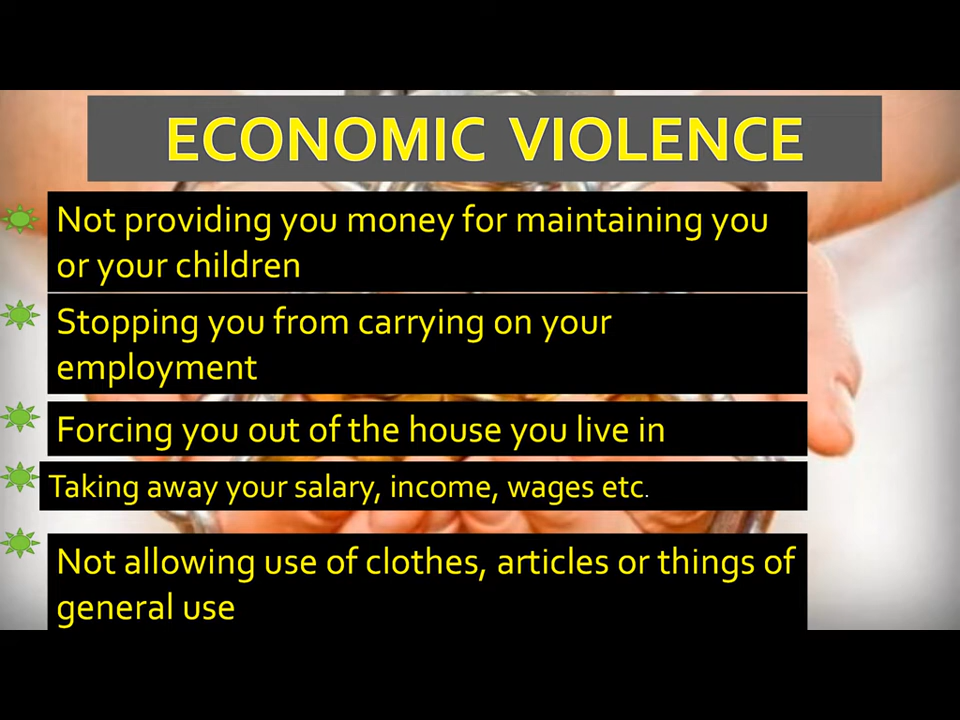 ECONOMIC VIOLENCE
Not providing you money for maintaining you
or your children
Stopping you from carrying on your
employment
Forcing you out of the house you live in
Taking away your salary, income, wages etc.
Not allowing use of clothes, articles or things of
general use